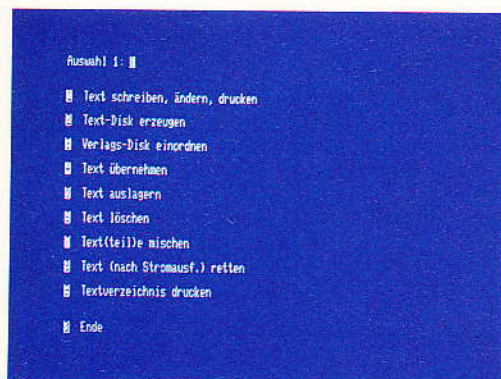 Auswahl 1:
Text schreiben, ändern, drucken
Text-Disk erzeugen
Verlags-Disk einordnen
Text übernehmen
Text auslagern
Text löschen
Text(teil)e mischen
Text (nach Stromausf.) retten
Textverzeichnis drucken
Ende